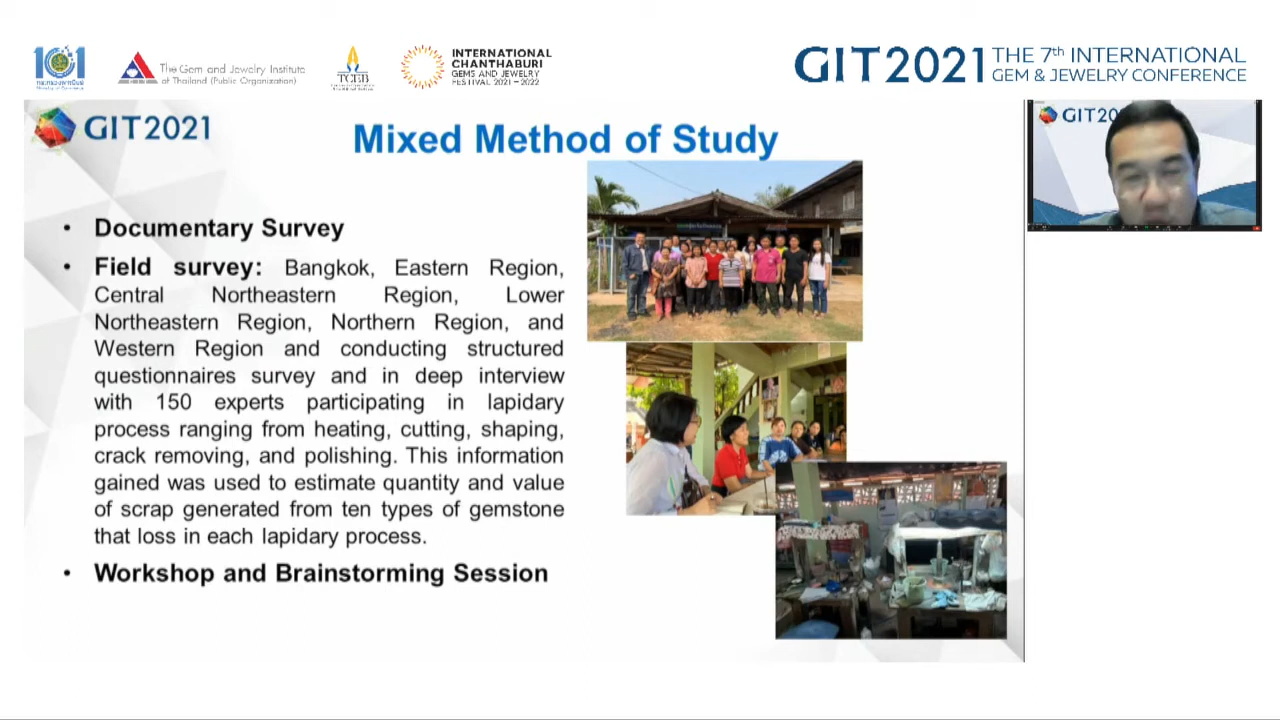 101
The Gem and Jewelry Institute
of Thailand (Public Organization)
TCEB
INTERNATIONAL
CHANTHABURI
GEMS AND JEWELRY
FESTIVAL 2021 – 2022
GIT2021 THE 7th INTERNATIONAL
GEM & JEWELRY CONFERENCE
GIT2021
Mixed Method of Study
• Documentary Survey
• Field survey: Bangkok, Eastern Region,
Central Northeastern Region, Lower
Northeastern Region, Northern Region, and
Western Region and conducting structured
questionnaires survey and in deep interview
with 150 experts participating in lapidary
process ranging from heating, cutting, shaping,
crack removing, and polishing. This information
gained was used to estimate quantity and value
of scrap generated from ten types of gemstone
that loss in each lapidary process.
• Workshop and Brainstorming Session
GIT20